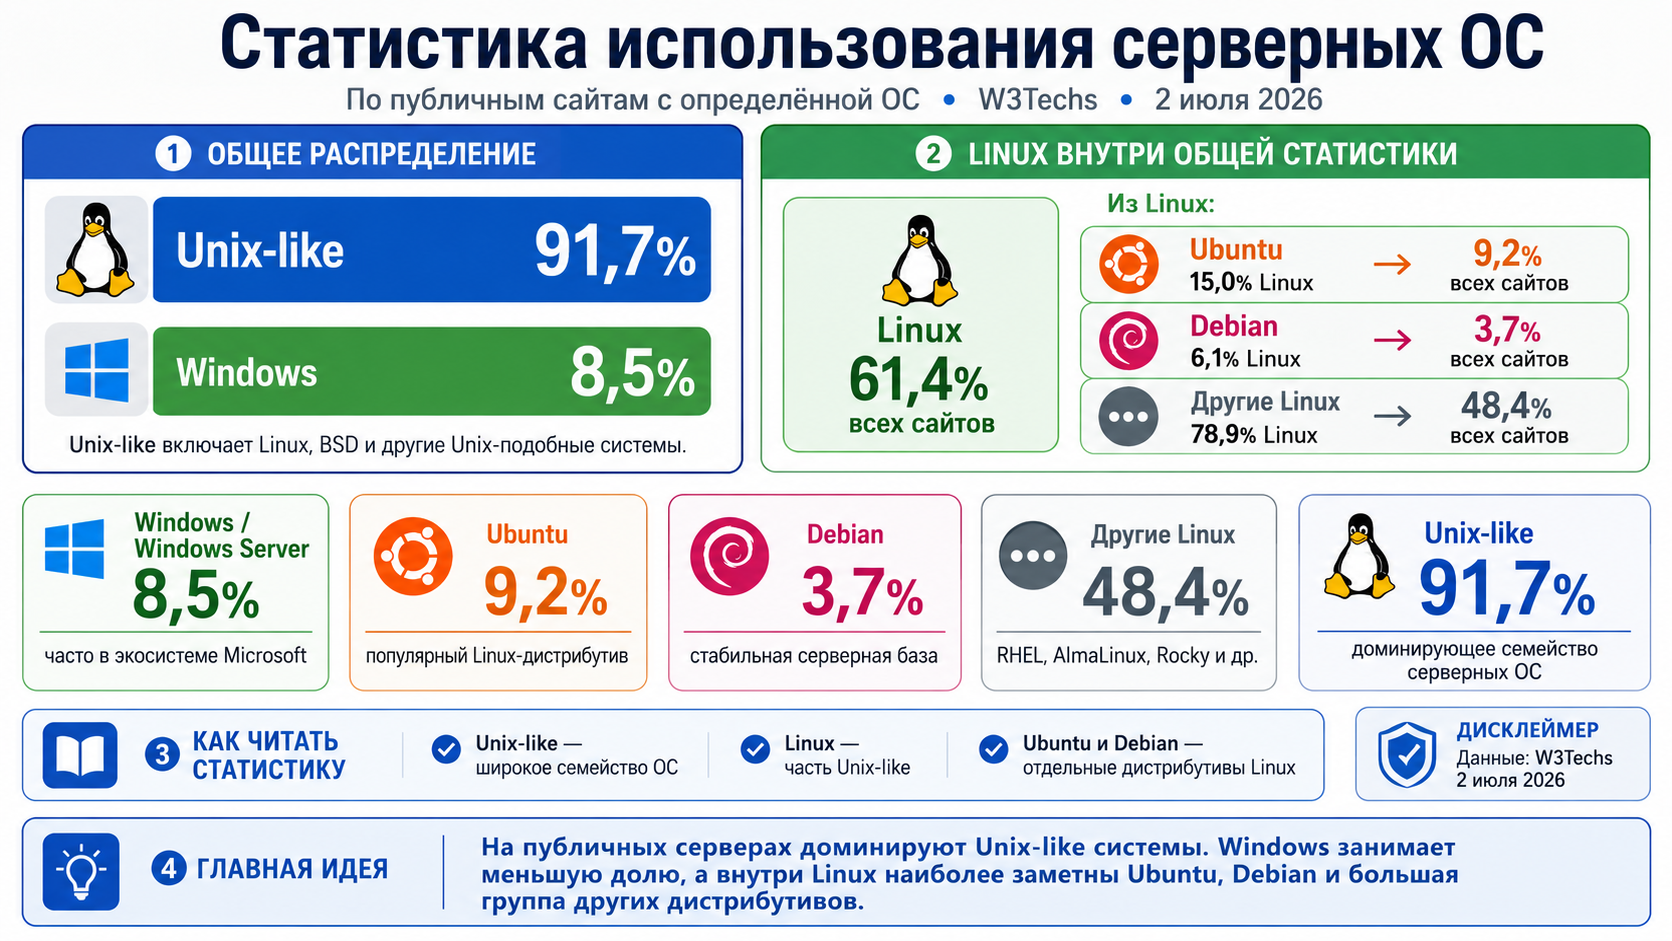 Статистика использования серверных ОС
По публичным сайтам с определённой ОС • W3Techs • 2 июля 2026
1 ОБЩЕЕ РАСПРЕДЕЛЕНИЕ
Unix-like 91,7%
Windows 8,5%
Unix-like включает Linux, BSD и другие Unix-подобные системы.
2 LINUX ВНУТРИ ОБЩЕЙ СТАТИСТИКИ
Linux
61,4%
всех сайтов
Из Linux:
Ubuntu → 9,2%
15,0% Linux всех сайтов
Debian → 3,7%
6,1% Linux всех сайтов
Другие Linux → 48,4%
78,9% Linux всех сайтов
Windows /
Windows Server
8,5%
часто в экосистеме Microsoft
Ubuntu
9,2%
популярный Linux-дистрибутив
Debian
3,7%
стабильная серверная база
Другие Linux
48,4%
RHEL, AlmaLinux, Rocky и др.
Unix-like
91,7%
доминирующее семейство
серверных ОС
3 КАК ЧИТАТЬ
СТАТИСТИКУ
Unix-like —
широкое семейство ОС
Linux —
часть Unix-like
Ubuntu и Debian —
отдельные дистрибутивы Linux
ДИСКЛЕЙМЕР
Данные: W3Techs
2 июля 2026
4 ГЛАВНАЯ ИДЕЯ
На публичных серверах доминируют Unix-like системы. Windows занимает
меньшую долю, а внутри Linux наиболее заметны Ubuntu, Debian и большая
группа других дистрибутивов.